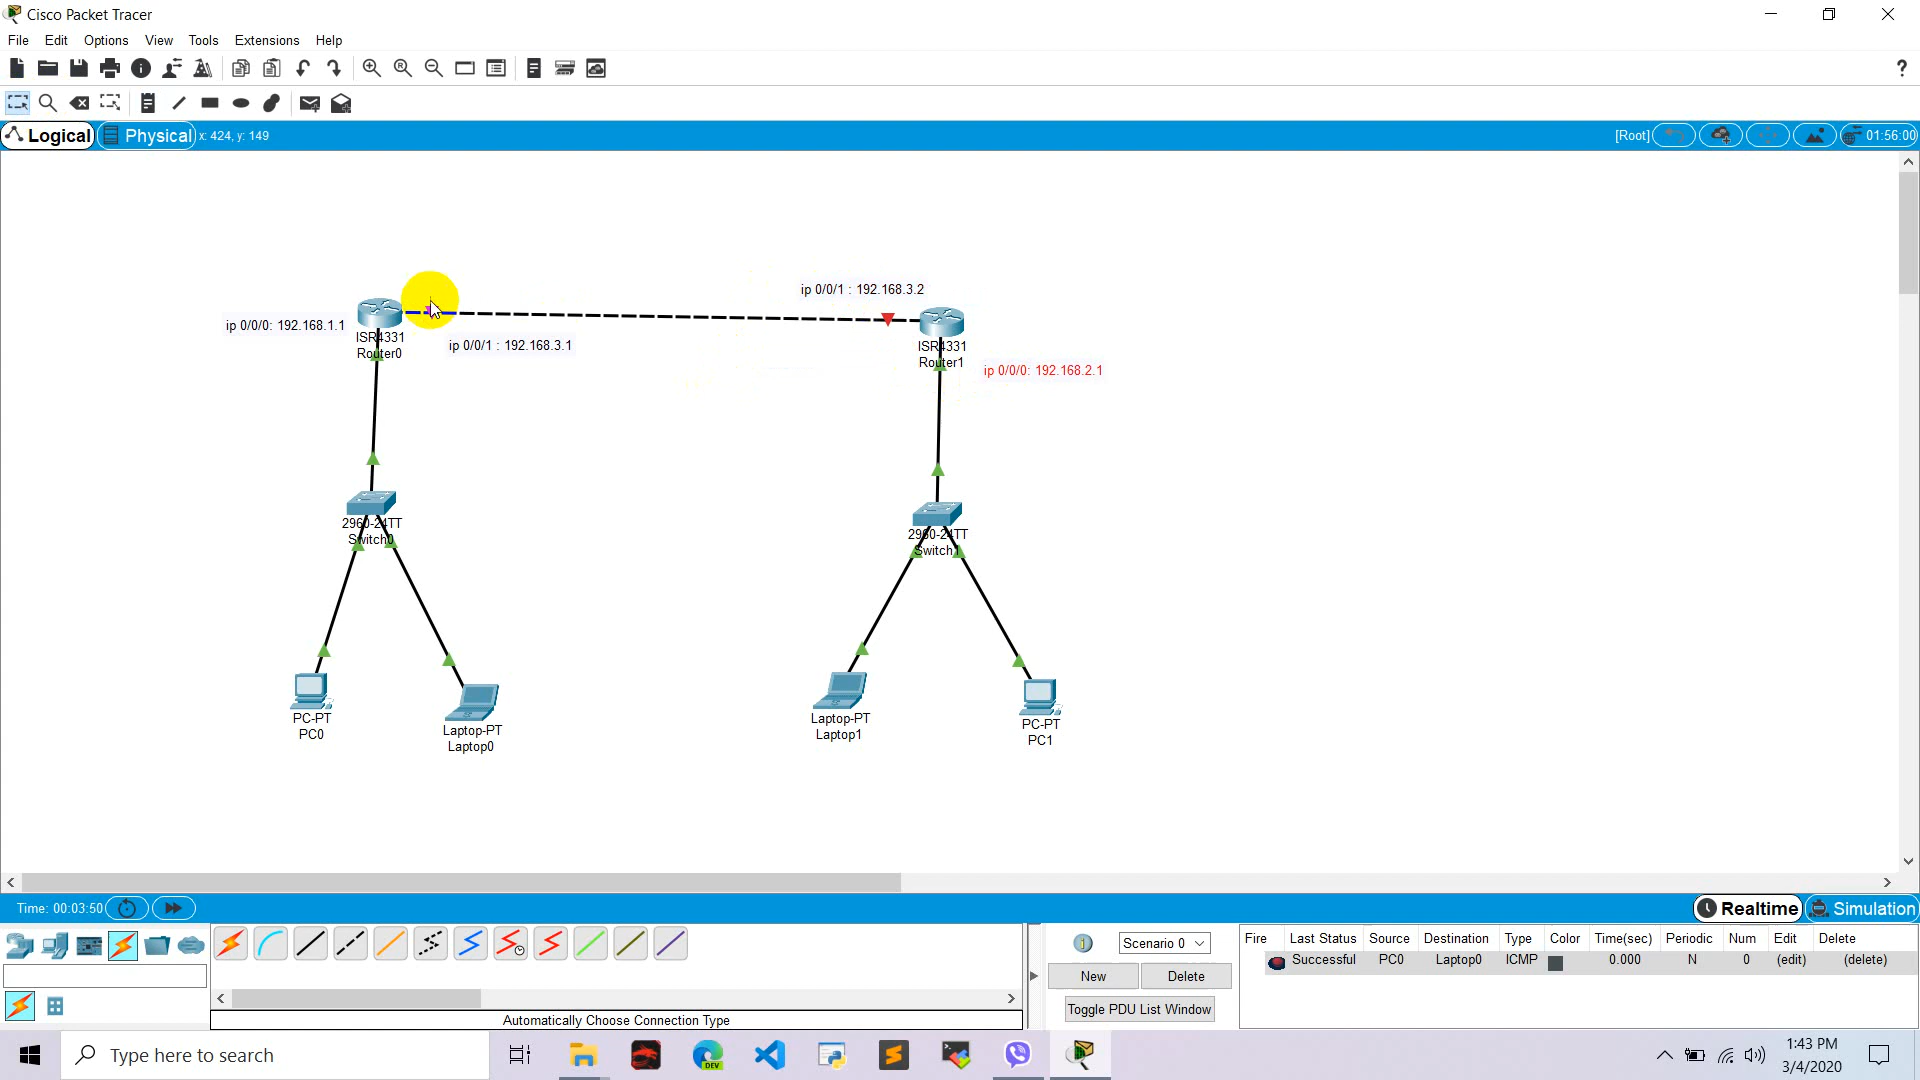 Cisco Packet Tracer
File Edit Options View Tools Extensions Help
?
Logical Physical x: 424, y: 149 [Root] 01:56:00
ip 0/0/1 : 192.168.3.2
ip 0/0/0: 192.168.1.1
ISR4331
Router0
ip 0/0/1 : 192.168.3.1
ISR4331
Router1
ip 0/0/0: 192.168.2.1
2960-24TT
Switch0
2960-24TT
Switch1
PC-PT
PC0
Laptop-PT
Laptop0
Laptop-PT
Laptop1
PC-PT
PC1
Time: 00:03:50 Realtime Simulation
Scenario 0
New Delete
Toggle PDU List Window
Fire Last Status Source Destination Type Color Time(sec) Periodic Num Edit Delete
Successful PC0 Laptop0 ICMP 0.000 N 0 (edit) (delete)
Automatically Choose Connection Type
Type here to search
DEV
1:43 PM
3/4/2020